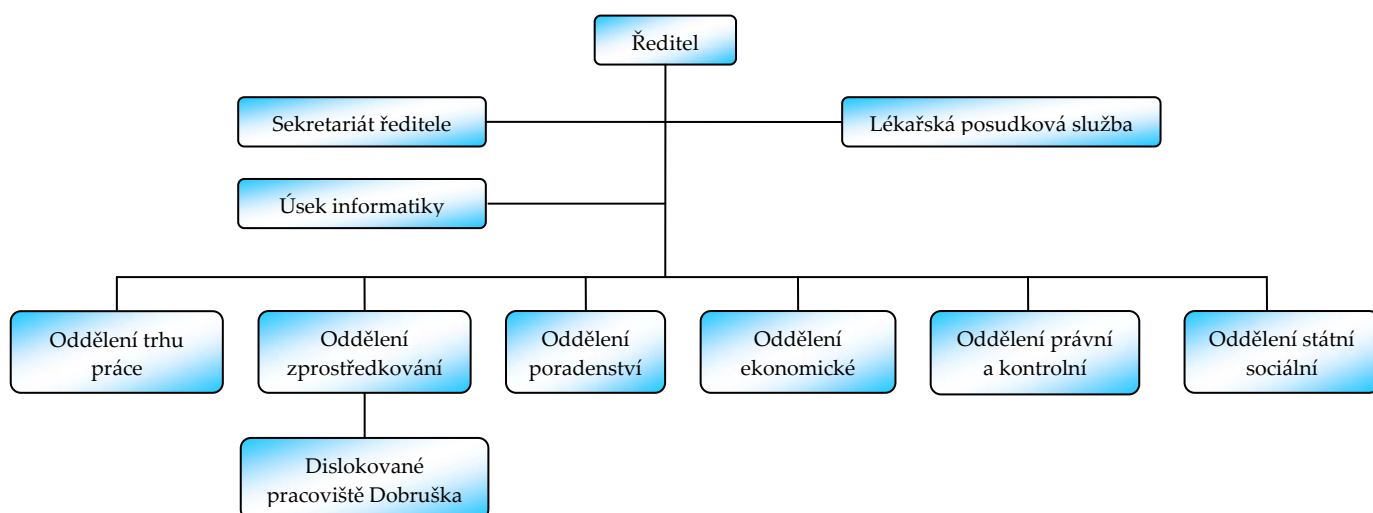 Ředitel
Sekretariát ředitele
Lékařská posudková služba
Úsek informatiky
Oddělení trhu
práce
Oddělení
zprostředkování
Oddělení
poradenství
Oddělení
ekonomické
Oddělení právní
a kontrolní
Oddělení státní
sociální
Dislokované
pracoviště Dobruška